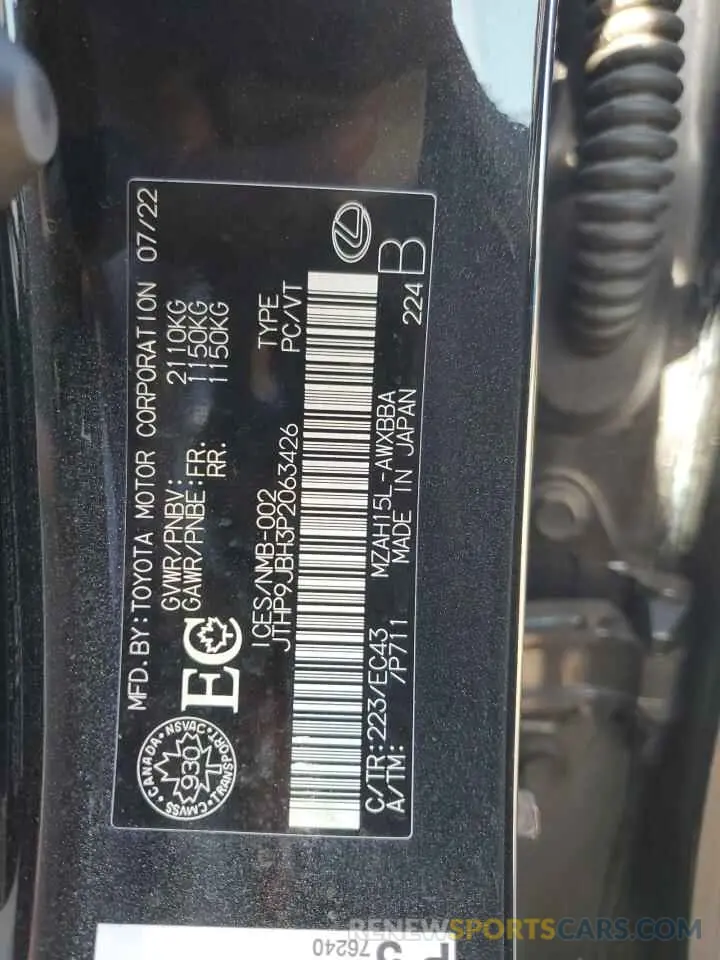 MFD. BY: TOYOTA MOTOR CORPORATION 07/22
GVWR/PNBV: 2110KG
GAWR/PNBE: FR. 1150KG
RR. 1150KG
EC
CANADA
NSVAC
930
CMVSS
TRANSPORT
ICES/NMB-002 TYPE
JTHP9JBH3P2063426 PC/VT
C/TR: 223/EC43 MZAH15L-AWXBBA 224 B
A/TM: /P711 MADE IN JAPAN
76240
RENEWSPORTSCARS.COM